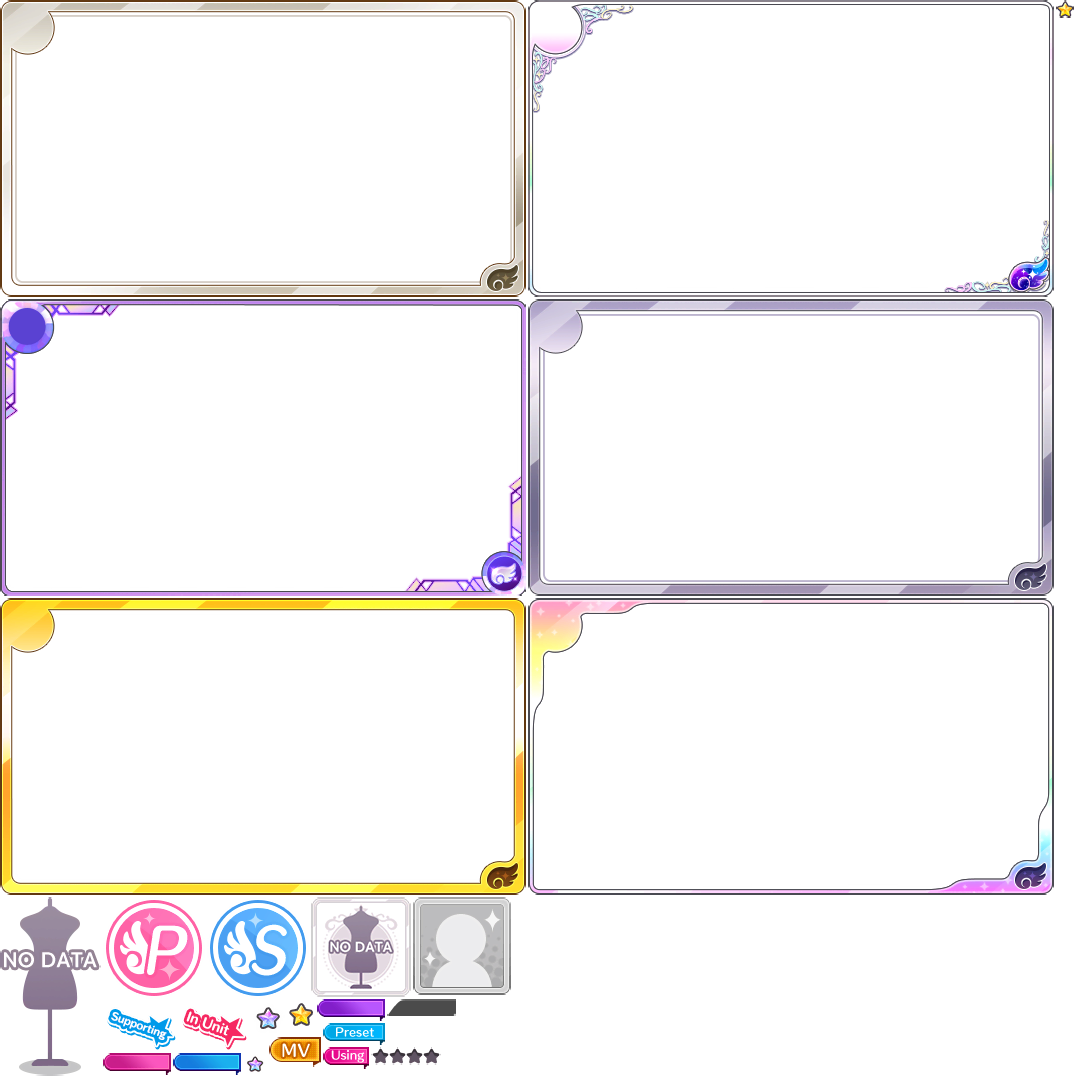 NO DATA
P
S
NO DATA
Supporting
In Unit
Preset
MV
Using